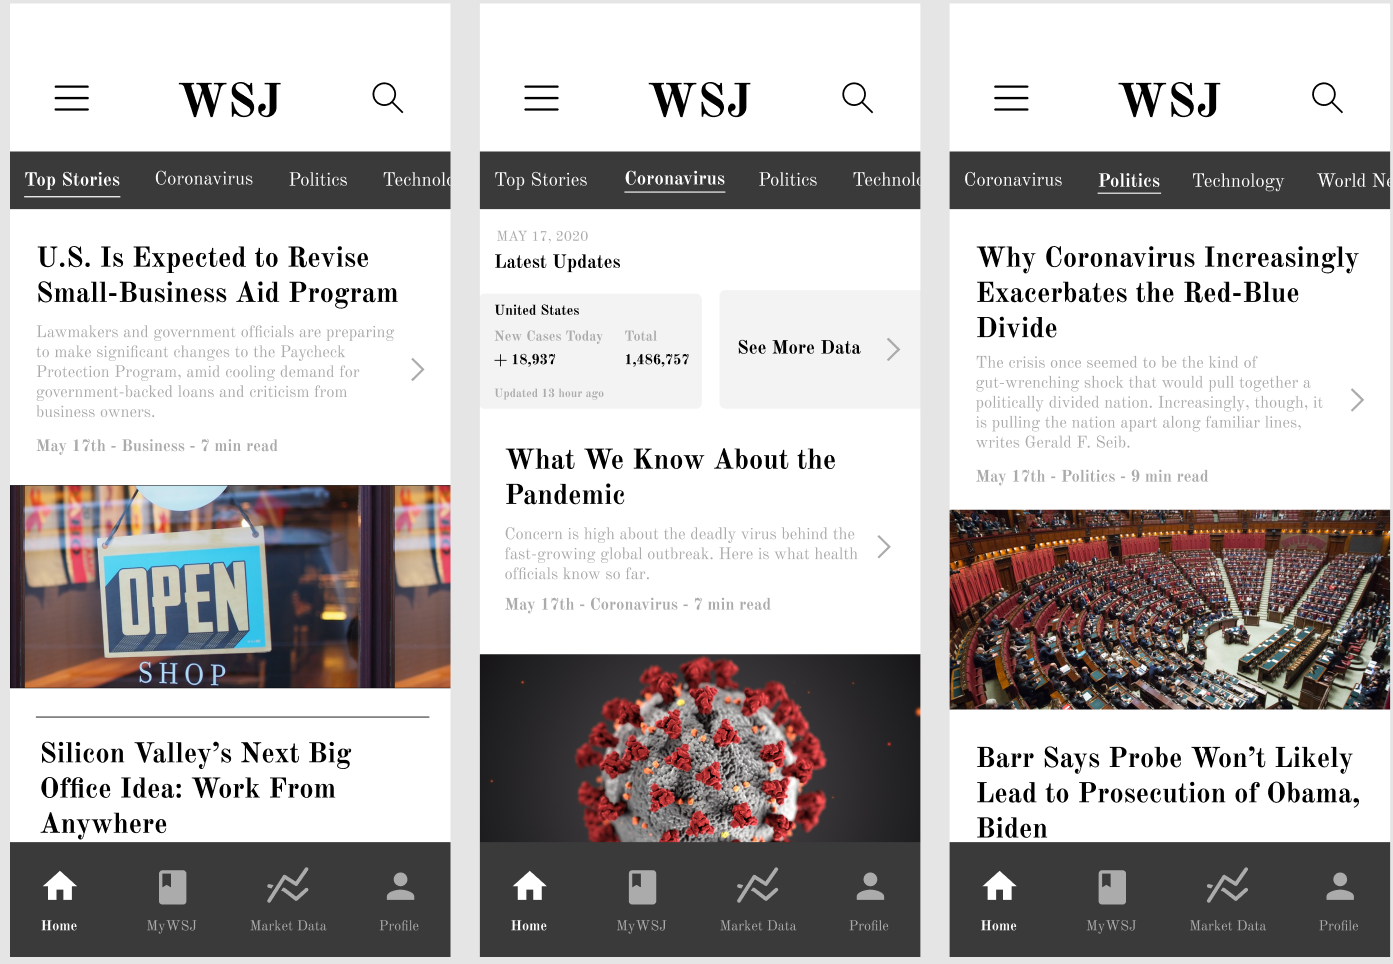 WSJ
Top Stories Coronavirus Politics Technolo
U.S. Is Expected to Revise
Small-Business Aid Program
Lawmakers and government officials are preparing
to make significant changes to the Paycheck
Protection Program, amid cooling demand for
government-backed loans and criticism from
business owners.
May 17th - Business - 7 min read
OPEN
SHOP
Silicon Valley’s Next Big
Office Idea: Work From
Anywhere
Home MyWSJ Market Data Profile
WSJ
Top Stories Coronavirus Politics Technolo
MAY 17, 2020
Latest Updates
United States
New Cases Today Total
+ 18,937 1,486,757
Updated 13 hour ago
See More Data
What We Know About the
Pandemic
Concern is high about the deadly virus behind the
fast-growing global outbreak. Here is what health
officials know so far.
May 17th - Coronavirus - 7 min read
Home MyWSJ Market Data Profile
WSJ
Coronavirus Politics Technology World Ne
Why Coronavirus Increasingly
Exacerbates the Red-Blue
Divide
The crisis once seemed to be the kind of
gut-wrenching shock that would pull together a
politically divided nation. Increasingly, though, it
is pulling the nation apart along familiar lines,
writes Gerald F. Seib.
May 17th - Politics - 9 min read
Barr Says Probe Won’t Likely
Lead to Prosecution of Obama,
Biden
Home MyWSJ Market Data Profile